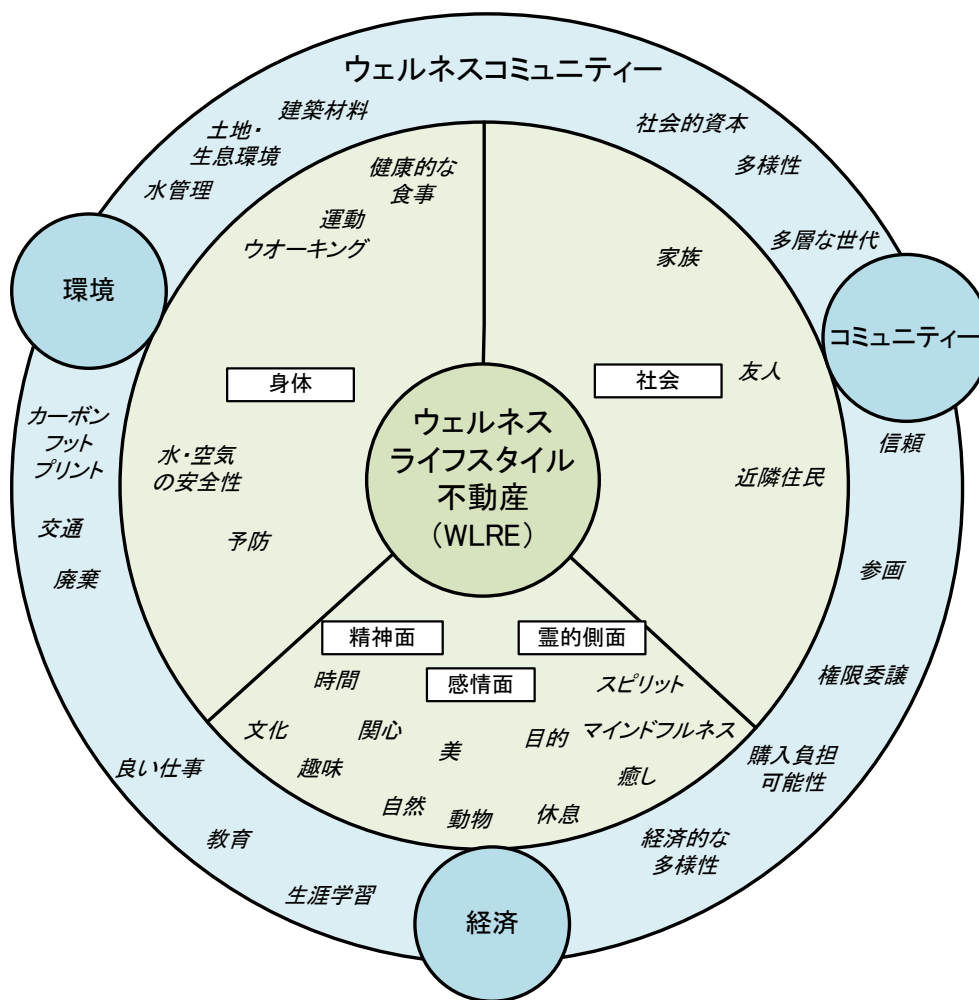 ウェルネスコミュニティー
建築材料
土地・
生息環境
水管理
社会的資本
多様性
多層な世代
環境
コミュニティー
健康的な
食事
運動
ウオーキング
家族
身体
社会
友人
水・空気
の安全性
予防
近隣住民
ウェルネス
ライフスタイル
不動産
（WLRE）
カーボン
フット
プリント
交通
廃棄
信頼
参画
権限委譲
精神面
霊的側面
感情面
時間
スピリット
文化
関心
美
目的
マインドフルネス
趣味
癒し
自然
動物
休息
良い仕事
教育
生涯学習
購入負担
可能性
経済的な
多様性
経済